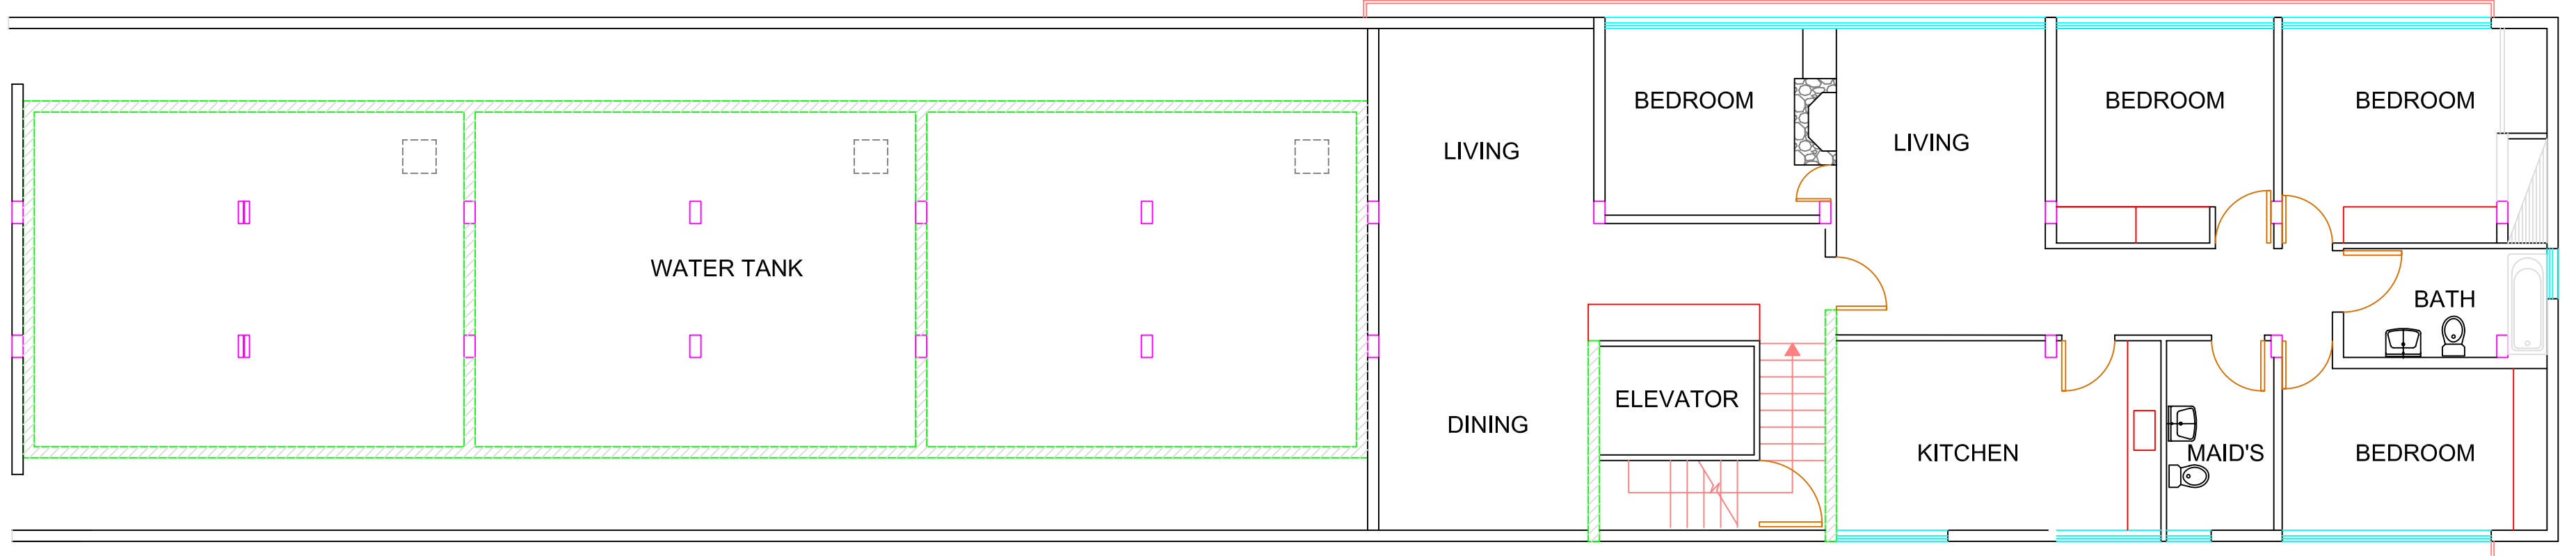 BEDROOM
BEDROOM
BEDROOM
LIVING
LIVING
WATER TANK
BATH
ELEVATOR
DINING
KITCHEN
MAID'S
BEDROOM